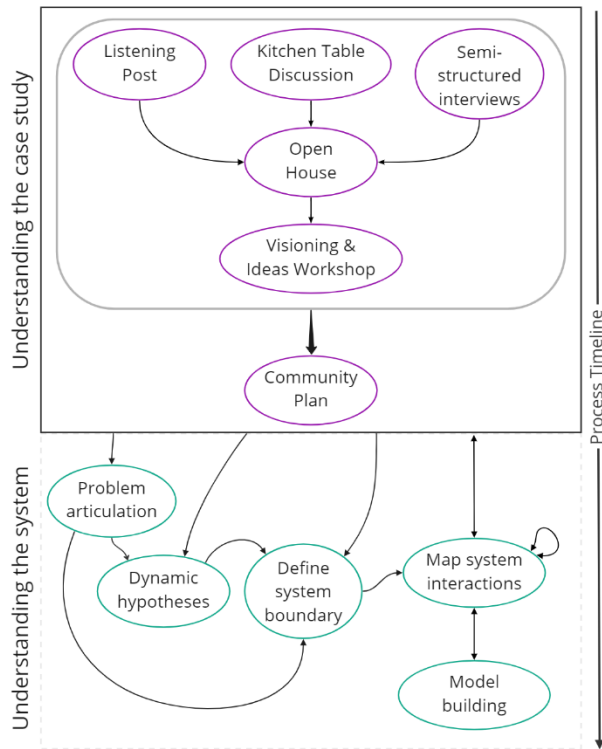 Understanding the case study
Listening
Post
Kitchen Table
Discussion
Semi-
structured
interviews
Open
House
Visioning &
Ideas Workshop
Community
Plan
Process Timeline
Understanding the system
Problem
articulation
Dynamic
hypotheses
Define
system
boundary
Map system
interactions
Model
building